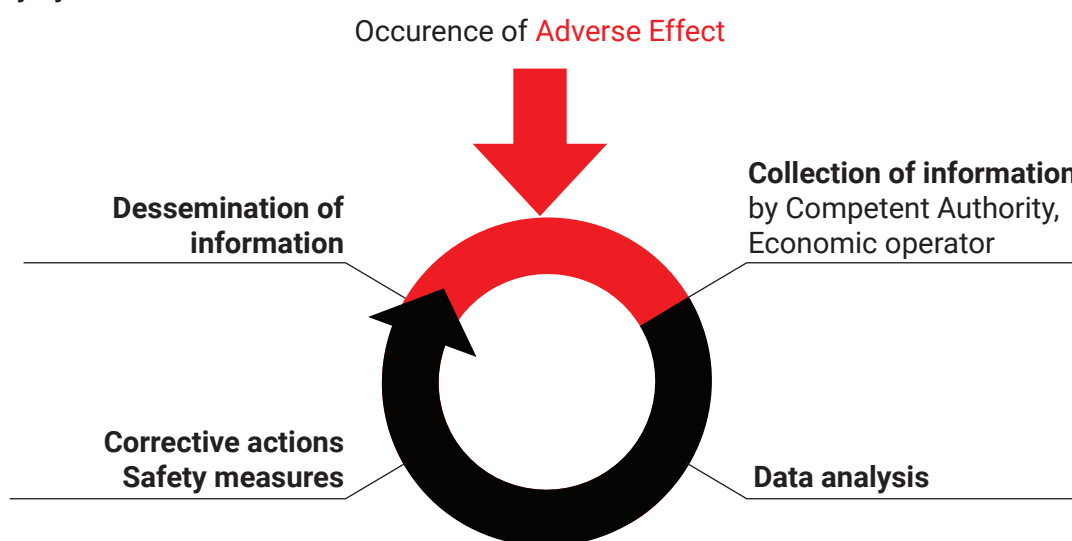 Occurence of Adverse Effect
Collection of information
by Competent Authority,
Economic operator
Dessemination of
information
Corrective actions
Safety measures
Data analysis